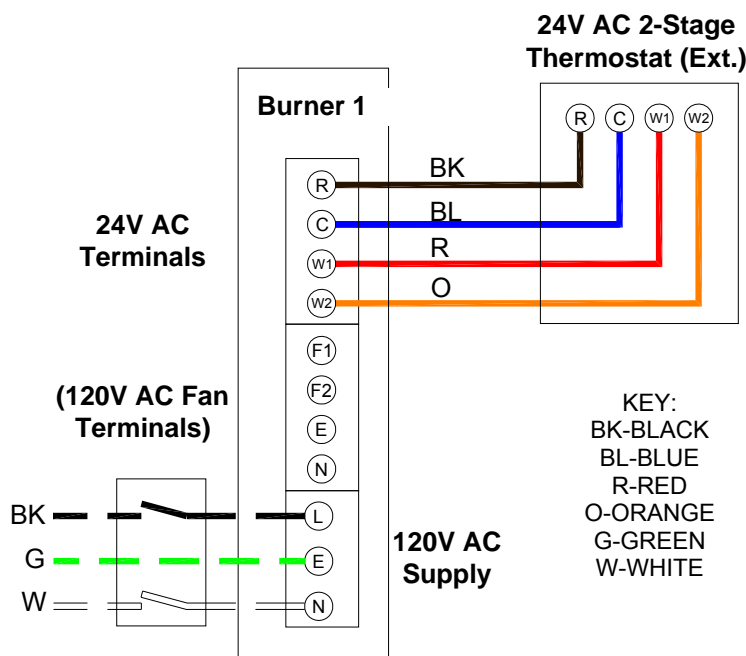 24V AC 2-Stage
Thermostat (Ext.)
R C W1 W2
Burner 1
24V AC
Terminals
R
C
W1
W2
BK
BL
R
O
(120V AC Fan
Terminals)
F1
F2
E
N
BK
G
W
L
E
N
120V AC
Supply
KEY:
BK-BLACK
BL-BLUE
R-RED
O-ORANGE
G-GREEN
W-WHITE